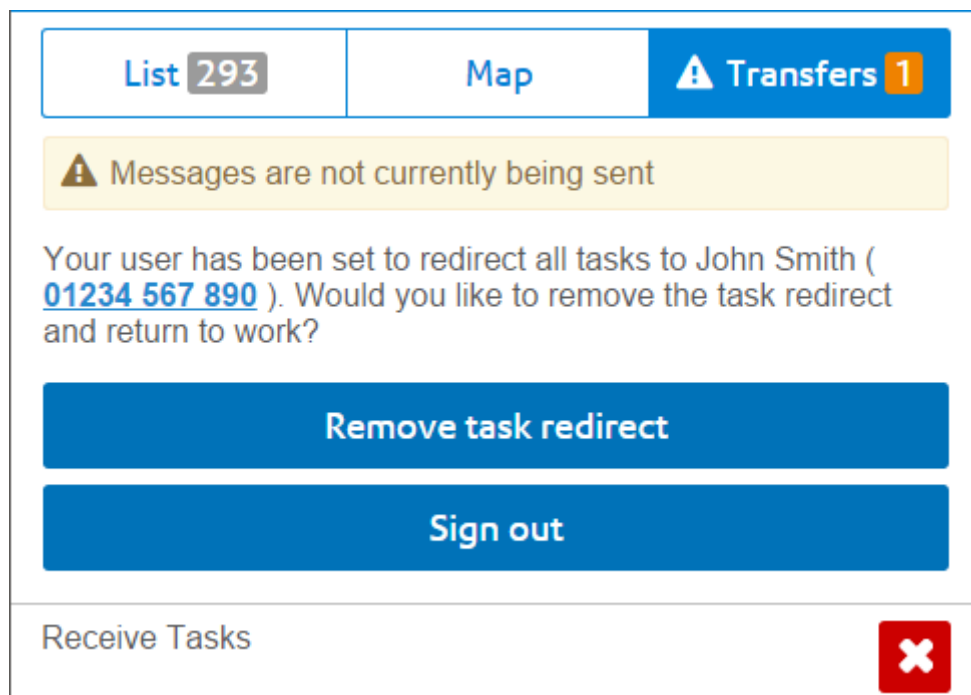 List 293
Map
Transfers 1
Messages are not currently being sent
Your user has been set to redirect all tasks to John Smith (
01234 567 890 ). Would you like to remove the task redirect
and return to work?
Remove task redirect
Sign out
Receive Tasks